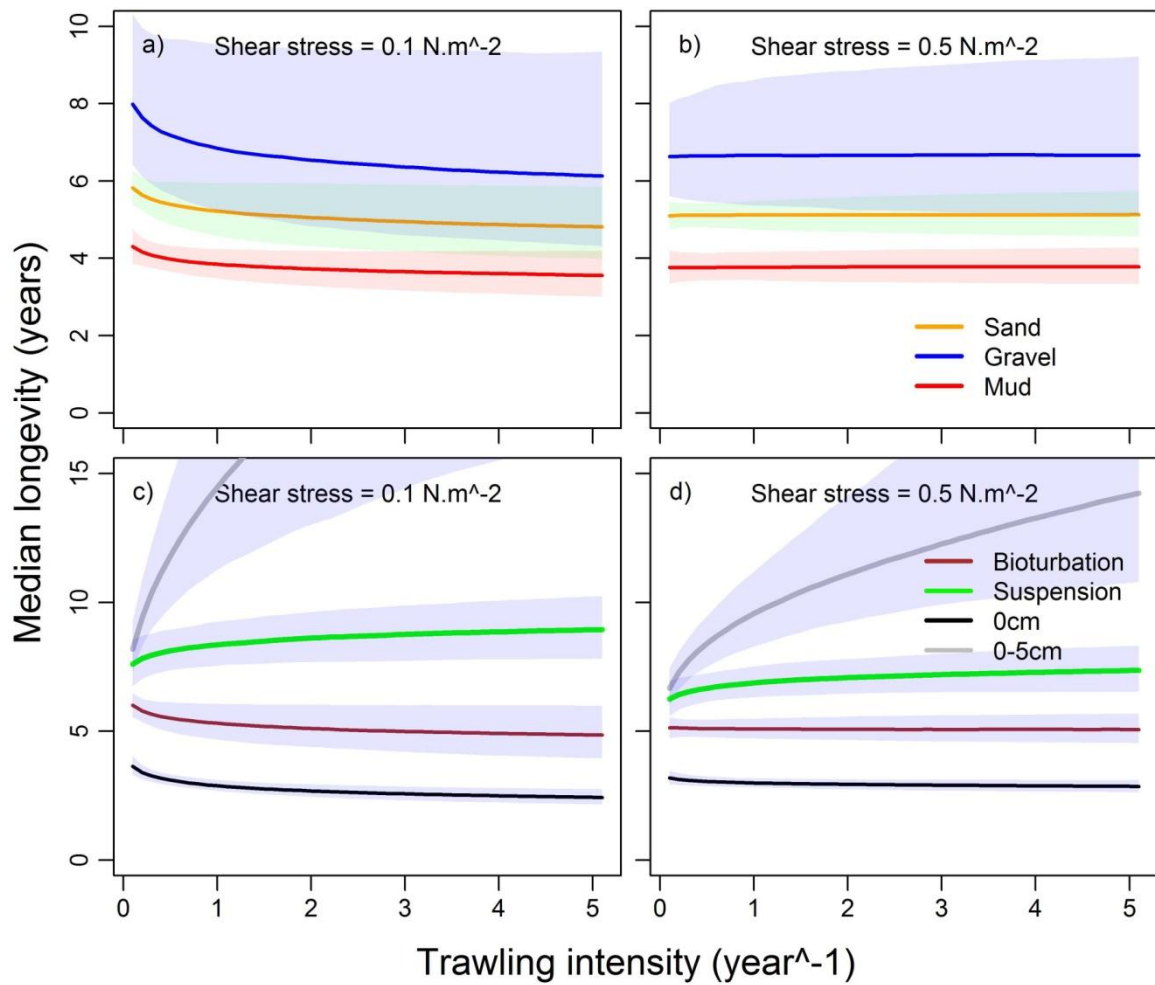 a) Shear stress = 0.1 N.m^-2
b) Shear stress = 0.5 N.m^-2
10
8
6
4
2
0
Sand
Gravel
Mud
Median longevity (years)
c) Shear stress = 0.1 N.m^-2
d) Shear stress = 0.5 N.m^-2
15
10
5
0
Bioturbation
Suspension
0cm
0-5cm
0 1 2 3 4 5
0 1 2 3 4 5
Trawling intensity (year^-1)